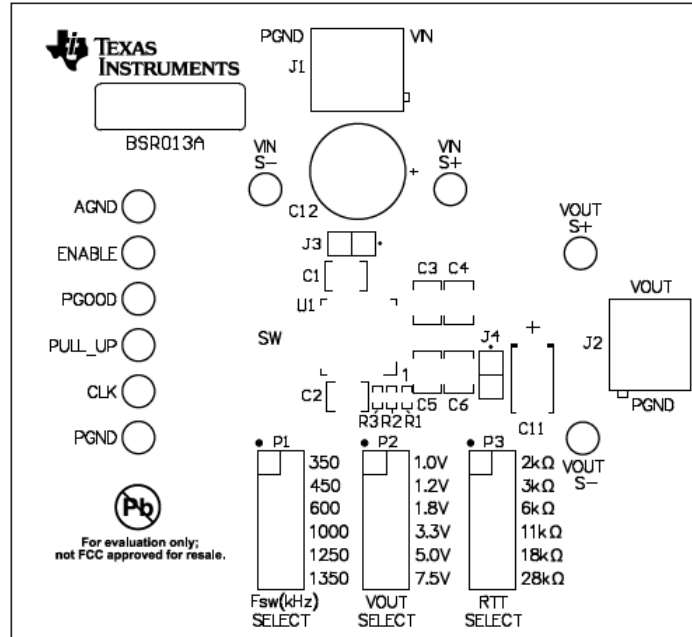 TEXAS
INSTRUMENTS
BSR013A
PGND
VIN
J1
VIN
S-
VIN
S+
C12
+
J3
C1
U1
SW
C3 C4
C5 C6
C2
1
R3 R2 R1
J4
+
C11
VOUT
S+
VOUT
J2
PGND
VOUT
S-
AGND
ENABLE
PGOOD
PULL_UP
CLK
PGND
Pb
For evaluation only;
not FCC approved for resale.
P1
350
450
600
1000
1250
1350
Fsw(kHz)
SELECT
P2
1.0V
1.2V
1.8V
3.3V
5.0V
7.5V
VOUT
SELECT
P3
2kΩ
3kΩ
6kΩ
11kΩ
18kΩ
28kΩ
RTT
SELECT